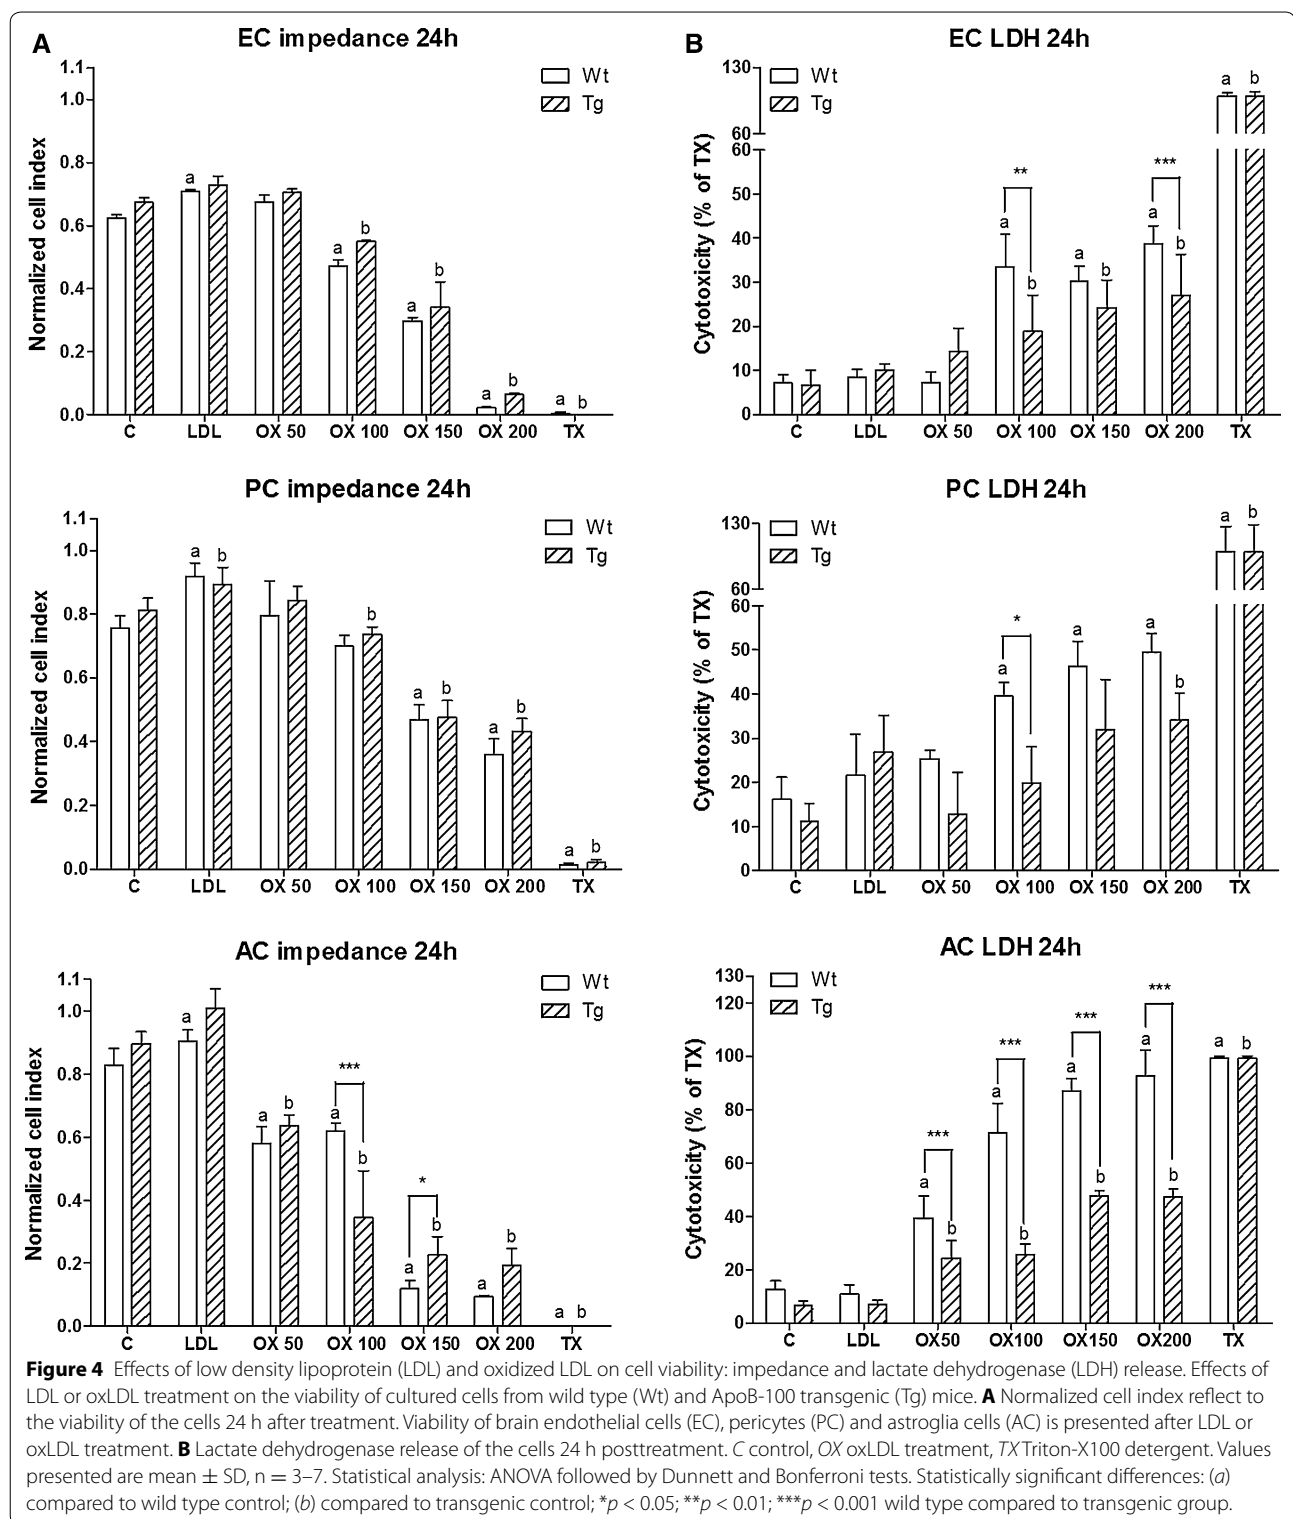 A
EC impedance 24h
1.1
1.0
0.8
0.6
0.4
0.2
0.0
Normalized cell index
Wt
Tg
a
a
b
a
b
a
b
a
b
C LDL OX 50 OX 100 OX 150 OX 200 TX
B
EC LDH 24h
130
60
60
50
40
30
20
10
0
Cytotoxicity (% of TX)
Wt
Tg
**
***
a
b
a
b
a
b
a
b
C LDL OX 50 OX 100 OX 150 OX 200 TX
PC impedance 24h
1.1
1.0
0.8
0.6
0.4
0.2
0.0
Normalized cell index
Wt
Tg
a
b
b
a
b
a
b
a
b
C LDL OX 50 OX 100 OX 150 OX 200 TX
PC LDH 24h
130
60
60
50
40
30
20
10
0
Cytotoxicity (% of TX)
Wt
Tg
*
a
a
a
b
a
b
C LDL OX 50 OX 100 OX 150 OX 200 TX
AC impedance 24h
1.1
1.0
0.8
0.6
0.4
0.2
0.0
Normalized cell index
Wt
Tg
***
*
a
a
b
a
b
a
b
a
b
a
b
C LDL OX 50 OX 100 OX 150 OX 200 TX
AC LDH 24h
130
120
100
80
60
40
20
0
Cytotoxicity (% of TX)
Wt
Tg
***
***
***
***
a
b
a
b
a
b
a
b
a
b
C LDL OX50 OX100 OX150 OX200 TX
Figure 4 Effects of low density lipoprotein (LDL) and oxidized LDL on cell viability: impedance and lactate dehydrogenase (LDH) release. Effects of
LDL or oxLDL treatment on the viability of cultured cells from wild type (Wt) and ApoB-100 transgenic (Tg) mice. A Normalized cell index reflect to
the viability of the cells 24 h after treatment. Viability of brain endothelial cells (EC), pericytes (PC) and astroglia cells (AC) is presented after LDL or
oxLDL treatment. B Lactate dehydrogenase release of the cells 24 h posttreatment. C control, OX oxLDL treatment, TX Triton-X100 detergent. Values
presented are mean ± SD, n = 3–7. Statistical analysis: ANOVA followed by Dunnett and Bonferroni tests. Statistically significant differences: (a)
compared to wild type control; (b) compared to transgenic control; *p < 0.05; **p < 0.01; ***p < 0.001 wild type compared to transgenic group.